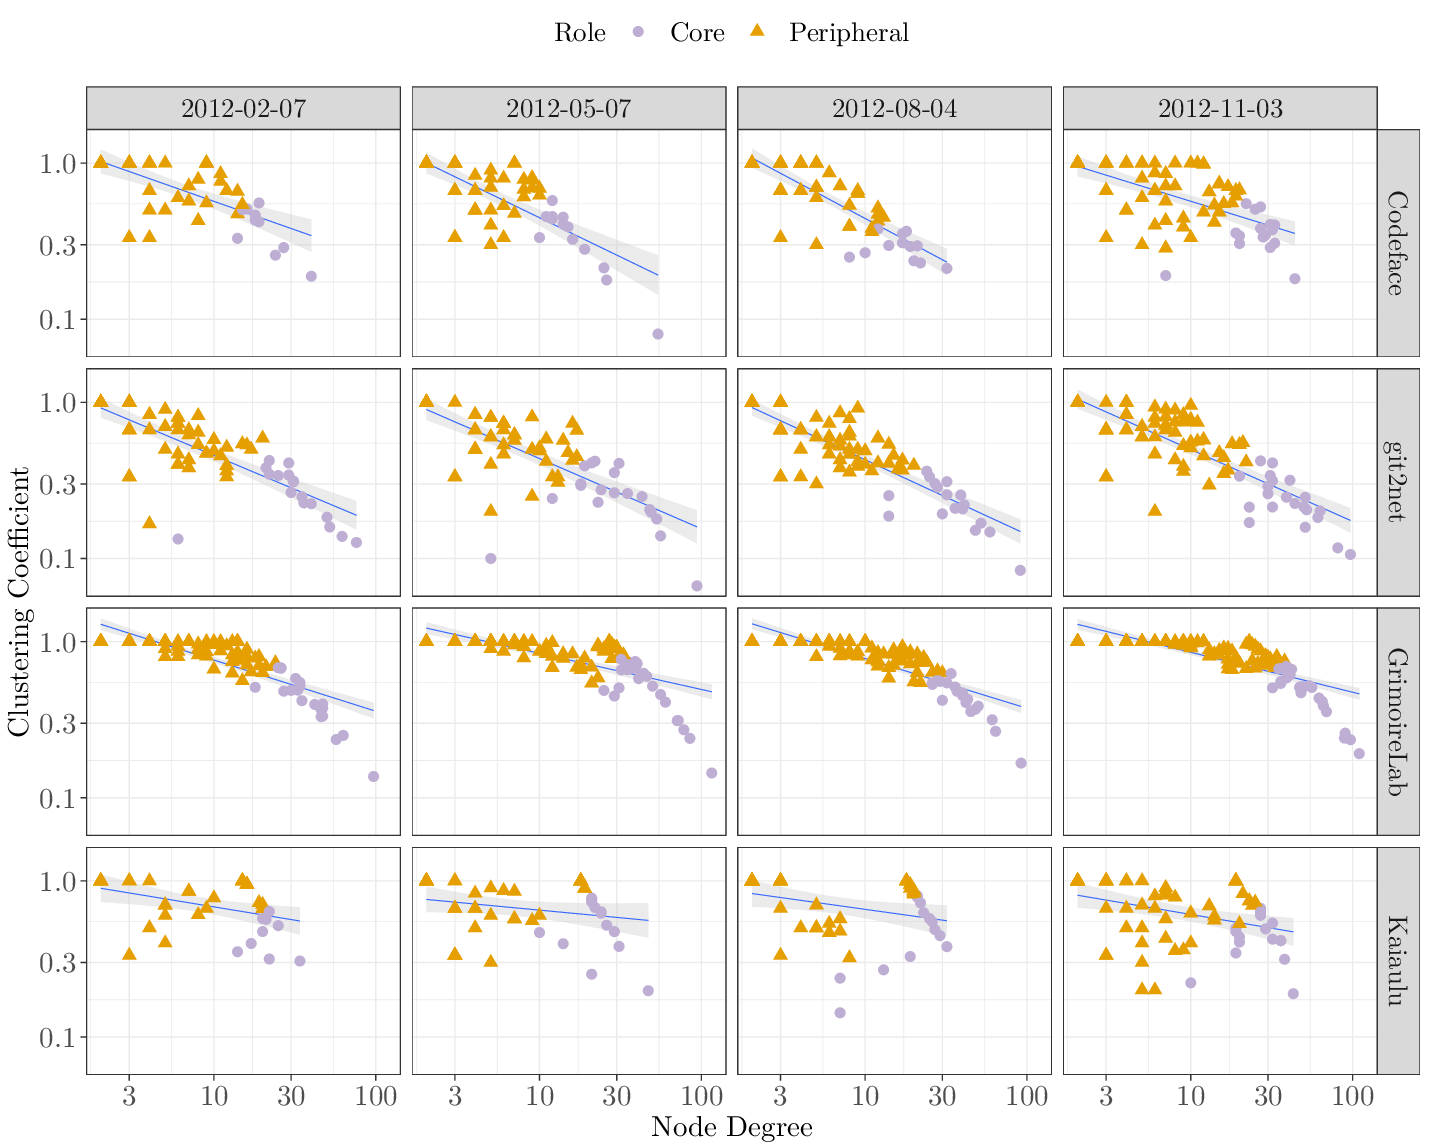 Role Core Peripheral
2012-02-07 2012-05-07 2012-08-04 2012-11-03
1.0
0.3
0.1
Codeface
1.0
0.3
0.1
git2net
1.0
0.3
0.1
GrimoireLab
1.0
0.3
0.1
Kaiaulu
Clustering Coefficient
3 10 30 100 3 10 30 100 3 10 30 100 3 10 30 100
Node Degree